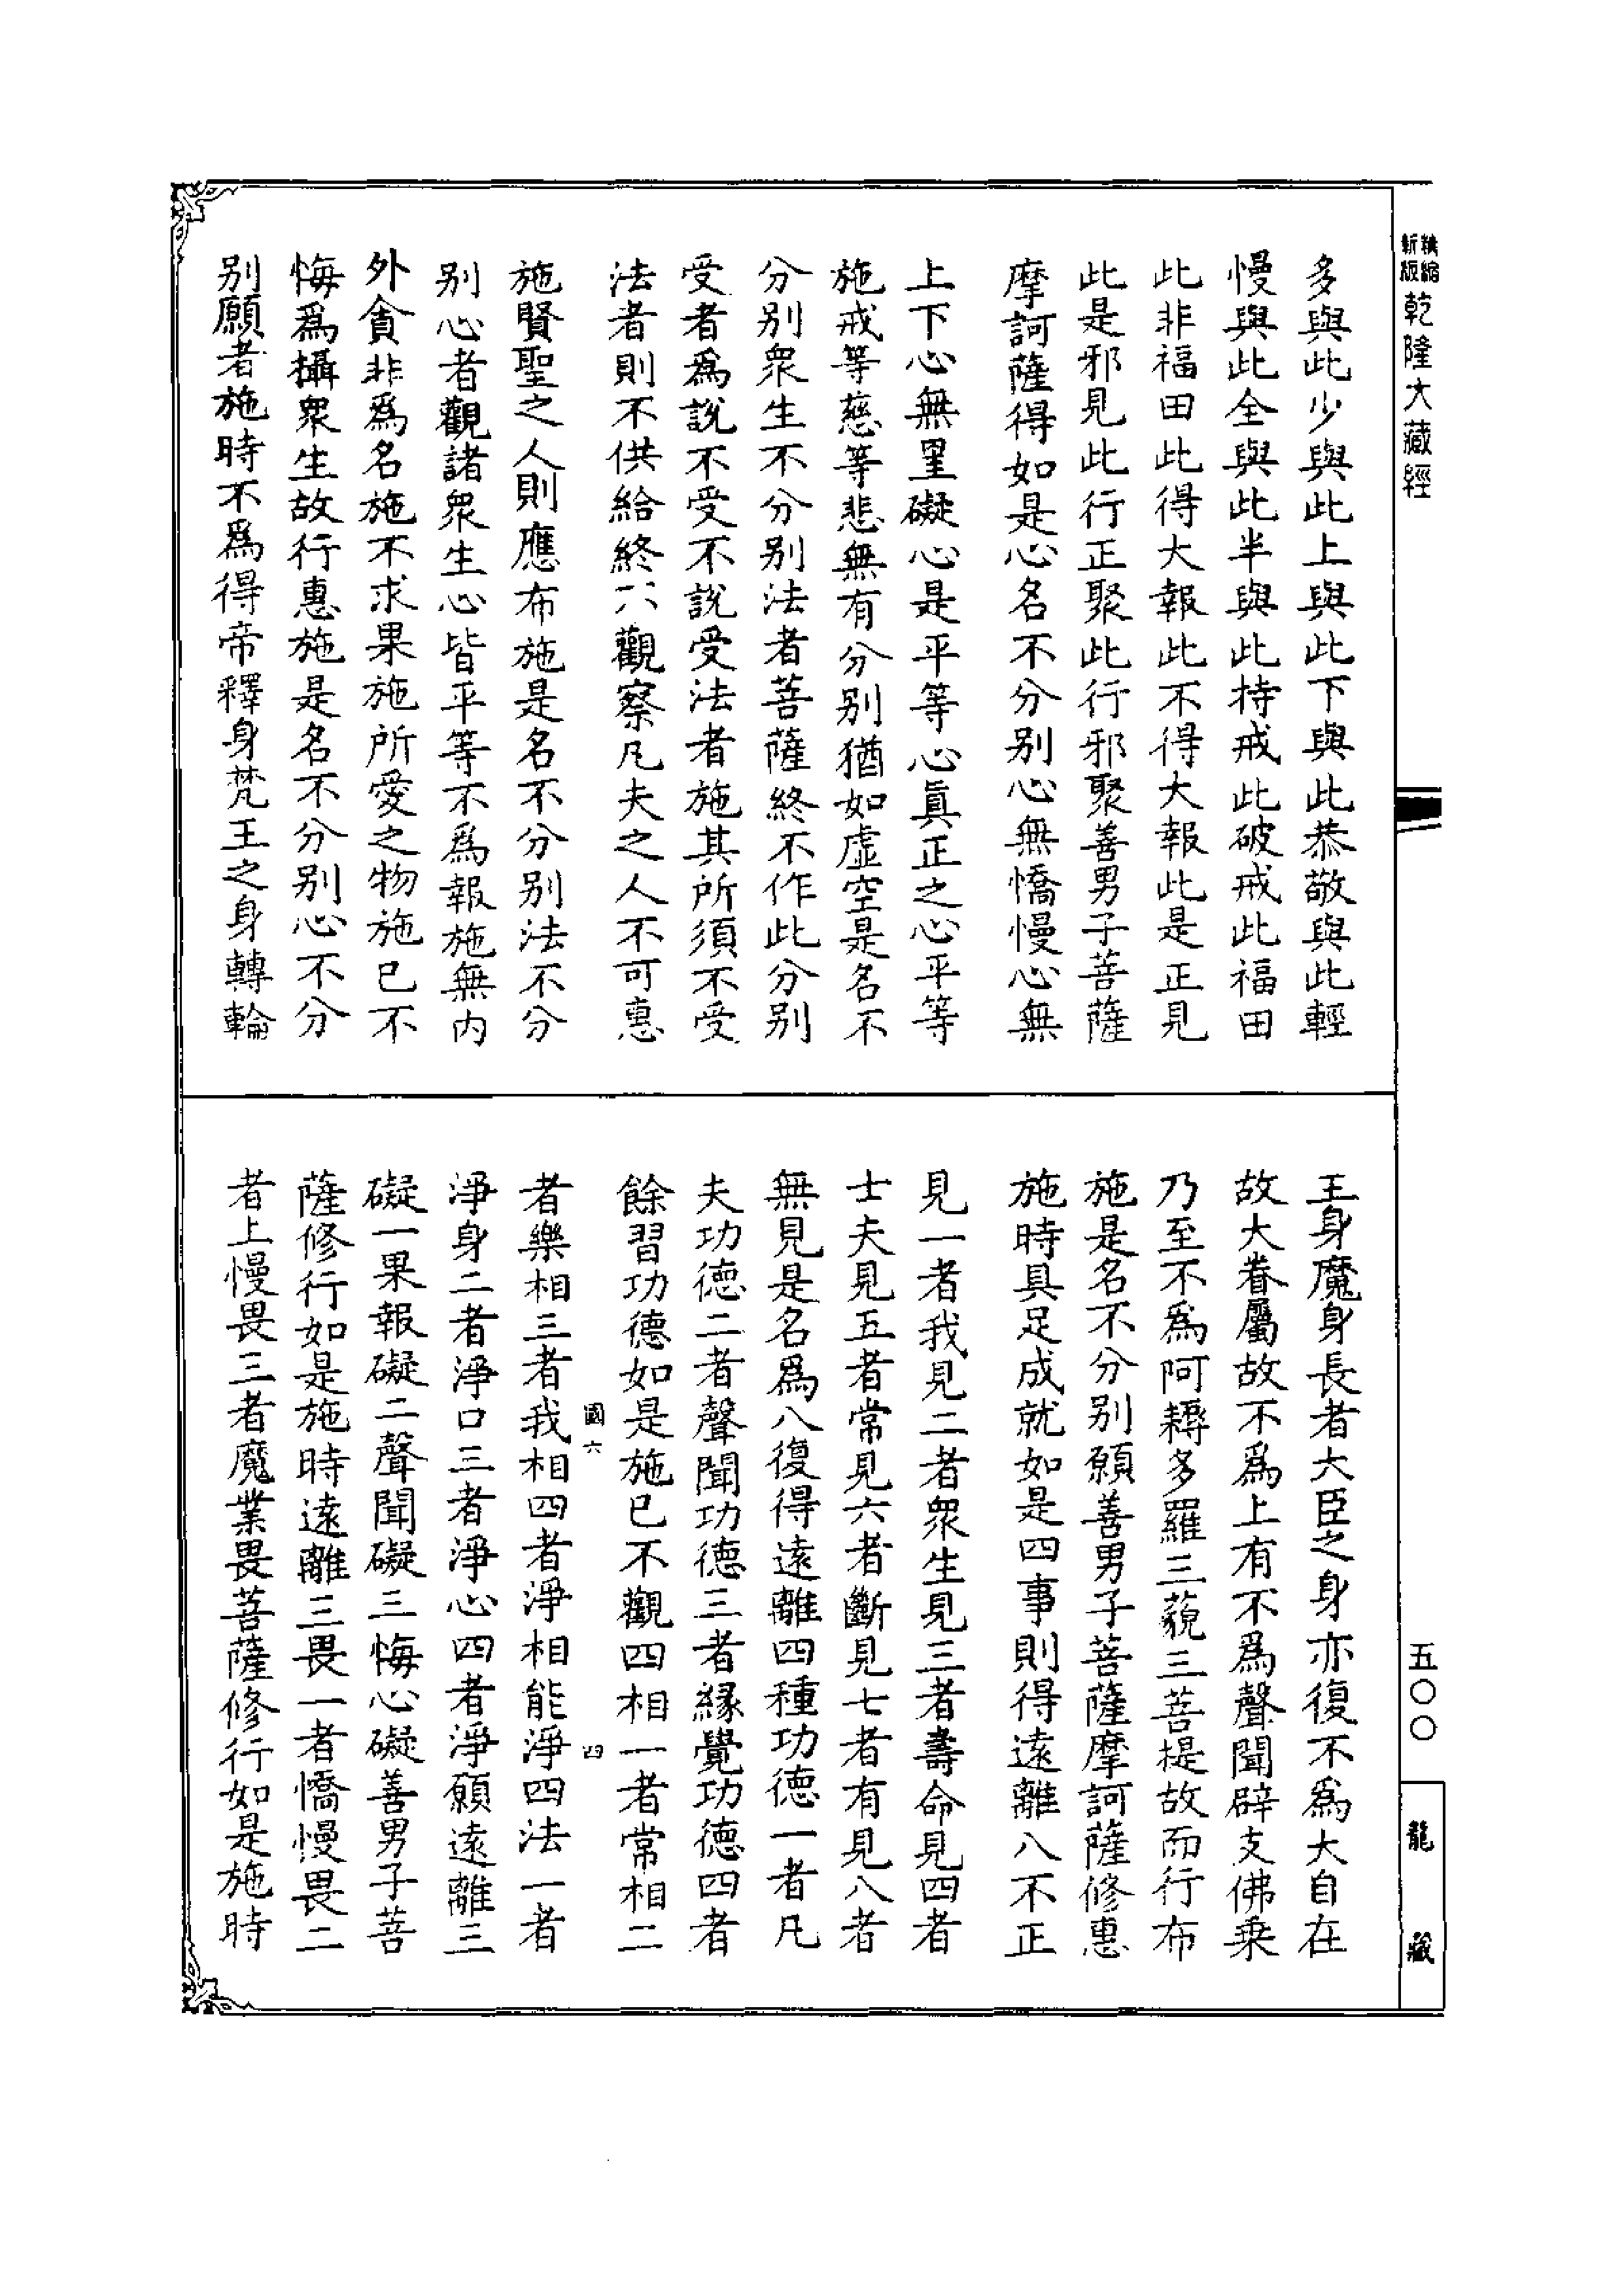 精縮
新版
乾隆大藏經
多與此少與此上與此下與此恭敬與此輕
慢與此全與此半與此持戒此破戒此福田
此非福田此得大報此不得大報此是正見
此是邪見此行正聚此行邪聚善男子菩薩
摩訶薩得如是心名不分別心無憍慢心無
上下心無罣礙心是平等心真正之心平等
施戒等慈等悲無有分別猶如虛空是名不
分別眾生不分別法者菩薩終不作此分別
受者為說不受不說受法者施其所須不受
法者則不供給終不觀察凡夫之人不可惠
施賢聖之人則應布施是名不分別法不分
別心者觀諸眾生心皆平等不為報施無內
外貪非為名施不求果施所愛之物施已不
悔為攝眾生故行惠施是名不分別心不分
別願者施時不為得帝釋身梵王之身轉輪
王身魔身長者大臣之身亦復不為大自在
故大眷屬故不為上有不為聲聞辟支佛乘
乃至不為阿耨多羅三藐三菩提故而行布
施是名不分別願善男子菩薩摩訶薩修惠
施時具足成就如是四事則得遠離八不正
見一者我見二者眾生見三者壽命見四者
士夫見五者常見六者斷見七者有見八者
無見是名為八復得遠離四種功德一者凡
夫功德二者聲聞功德三者緣覺功德四者
餘習功德如是施已不觀四相一者常相二
國六
四
者樂相三者我相四者淨相能淨四法一者
淨身二者淨口三者淨心四者淨願遠離三
礙一果報礙二聲聞礙三悔心礙善男子菩
薩修行如是施時遠離三畏一者憍慢畏二
者上慢畏三者魔業畏菩薩修行如是施時
五〇〇
龍藏